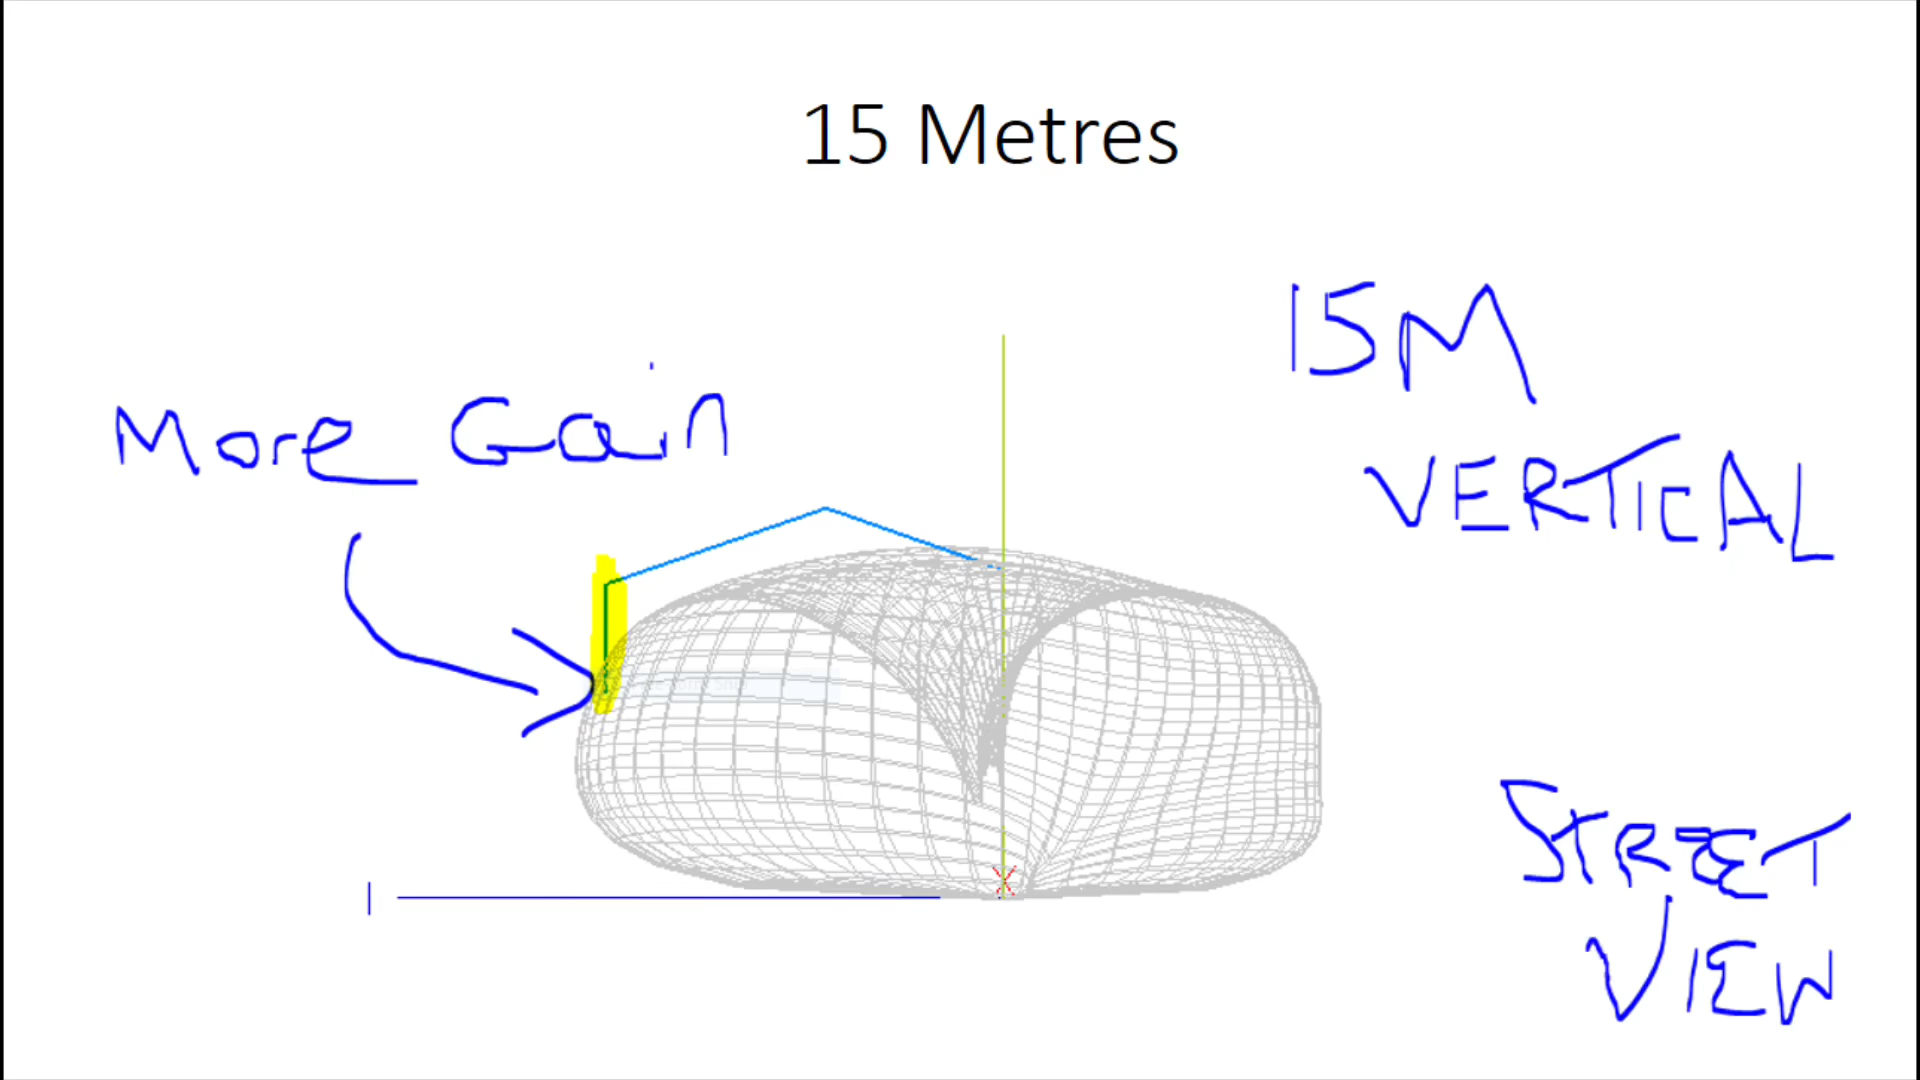 15 Metres
15M
VERTICAL
More Gain
STREET
VIEW